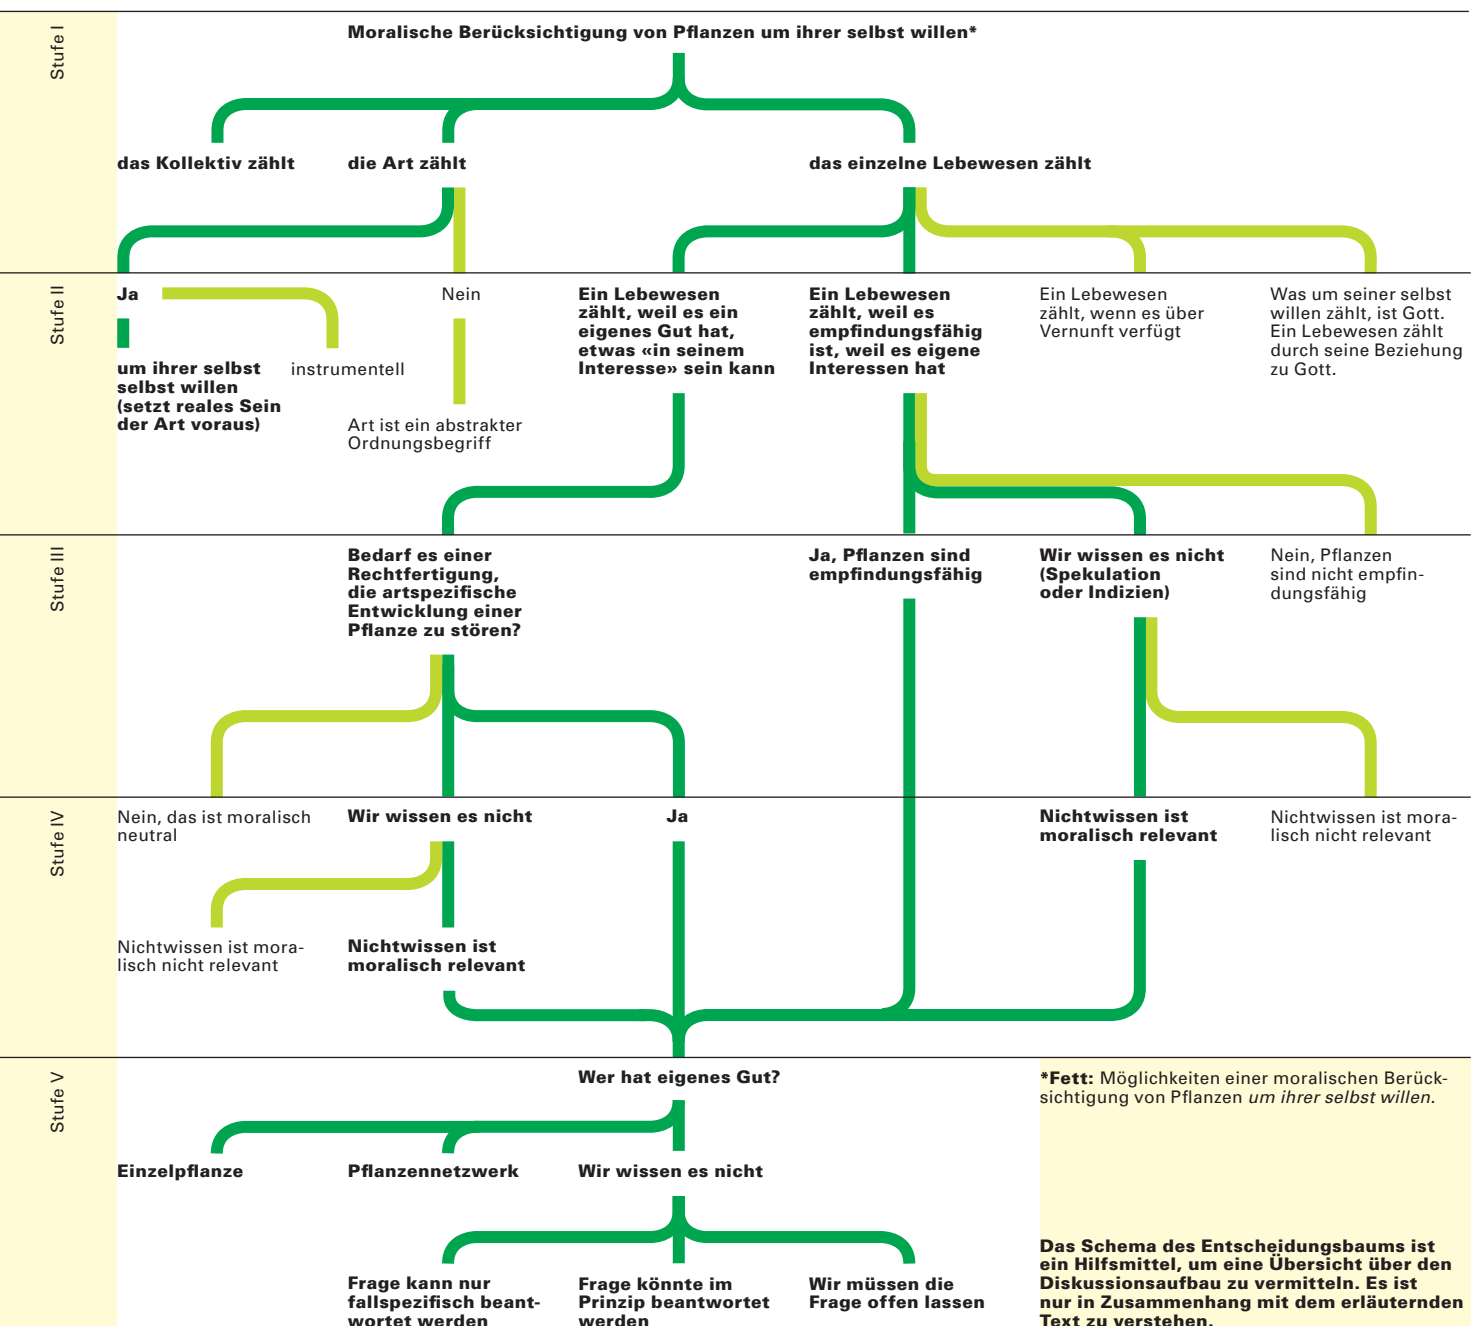 Stufe I
Moralische Berücksichtigung von Pflanzen um ihrer selbst willen*
das Kollektiv zählt
die Art zählt
das einzelne Lebewesen zählt
Stufe II
Ja
um ihrer selbst
selbst willen
(setzt reales Sein
der Art voraus)
instrumentell
Nein
Art ist ein abstrakter
Ordnungsbegriff
Ein Lebewesen
zählt, weil es ein
eigenes Gut hat,
etwas «in seinem
Interesse» sein kann
Ein Lebewesen
zählt, weil es
empfindungsfähig
ist, weil es eigene
Interessen hat
Ein Lebewesen
zählt, wenn es über
Vernunft verfügt
Was um seiner selbst
willen zählt, ist Gott.
Ein Lebewesen zählt
durch seine Beziehung
zu Gott.
Stufe III
Bedarf es einer
Rechtfertigung,
die artspezifische
Entwicklung einer
Pflanze zu stören?
Ja, Pflanzen sind
empfindungsfähig
Wir wissen es nicht
(Spekulation
oder Indizien)
Nein, Pflanzen
sind nicht empfin-
dungsfähig
Stufe IV
Nein, das ist moralisch
neutral
Wir wissen es nicht
Ja
Nichtwissen ist
moralisch relevant
Nichtwissen ist mora-
lisch nicht relevant
Nichtwissen ist mora-
lisch nicht relevant
Nichtwissen ist
moralisch relevant
Stufe V
Wer hat eigenes Gut?
Einzelpflanze
Pflanzennetzwerk
Wir wissen es nicht
Frage kann nur
fallspezifisch beant-
wortet werden
Frage könnte im
Prinzip beantwortet
werden
Wir müssen die
Frage offen lassen
*Fett: Möglichkeiten einer moralischen Berück-
sichtigung von Pflanzen um ihrer selbst willen.
Das Schema des Entscheidungsbaums ist
ein Hilfsmittel, um eine Übersicht über den
Diskussionsaufbau zu vermitteln. Es ist
nur in Zusammenhang mit dem erläuternden
Text zu verstehen.